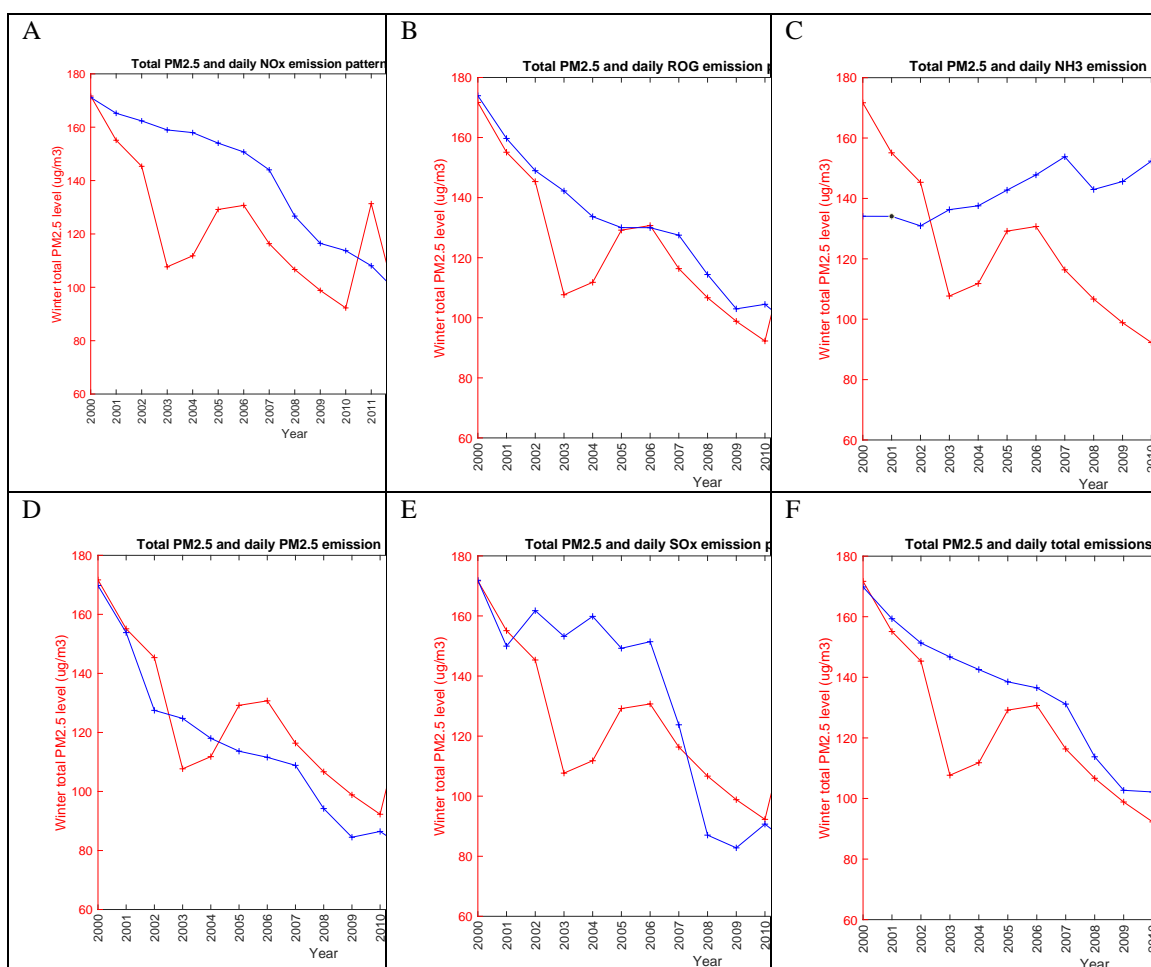 A
Total PM2.5 and daily NOx emission pattern
Winter total PM2.5 level (ug/m3)
180
160
140
120
100
80
60
2000 2001 2002 2003 2004 2005 2006 2007 2008 2009 2010 2011
Year
B
Total PM2.5 and daily ROG emission p
Winter total PM2.5 level (ug/m3)
180
160
140
120
100
80
60
2000 2001 2002 2003 2004 2005 2006 2007 2008 2009 2010
Year
C
Total PM2.5 and daily NH3 emission
Winter total PM2.5 level (ug/m3)
180
160
140
120
100
80
60
2000 2001 2002 2003 2004 2005 2006 2007 2008 2009 2010
Year
D
Total PM2.5 and daily PM2.5 emission
Winter total PM2.5 level (ug/m3)
180
160
140
120
100
80
60
2000 2001 2002 2003 2004 2005 2006 2007 2008 2009 2010
Year
E
Total PM2.5 and daily SOx emission p
Winter total PM2.5 level (ug/m3)
180
160
140
120
100
80
60
2000 2001 2002 2003 2004 2005 2006 2007 2008 2009 2010
Year
F
Total PM2.5 and daily total emissions
Winter total PM2.5 level (ug/m3)
180
160
140
120
100
80
60
2000 2001 2002 2003 2004 2005 2006 2007 2008 2009 2010
Year